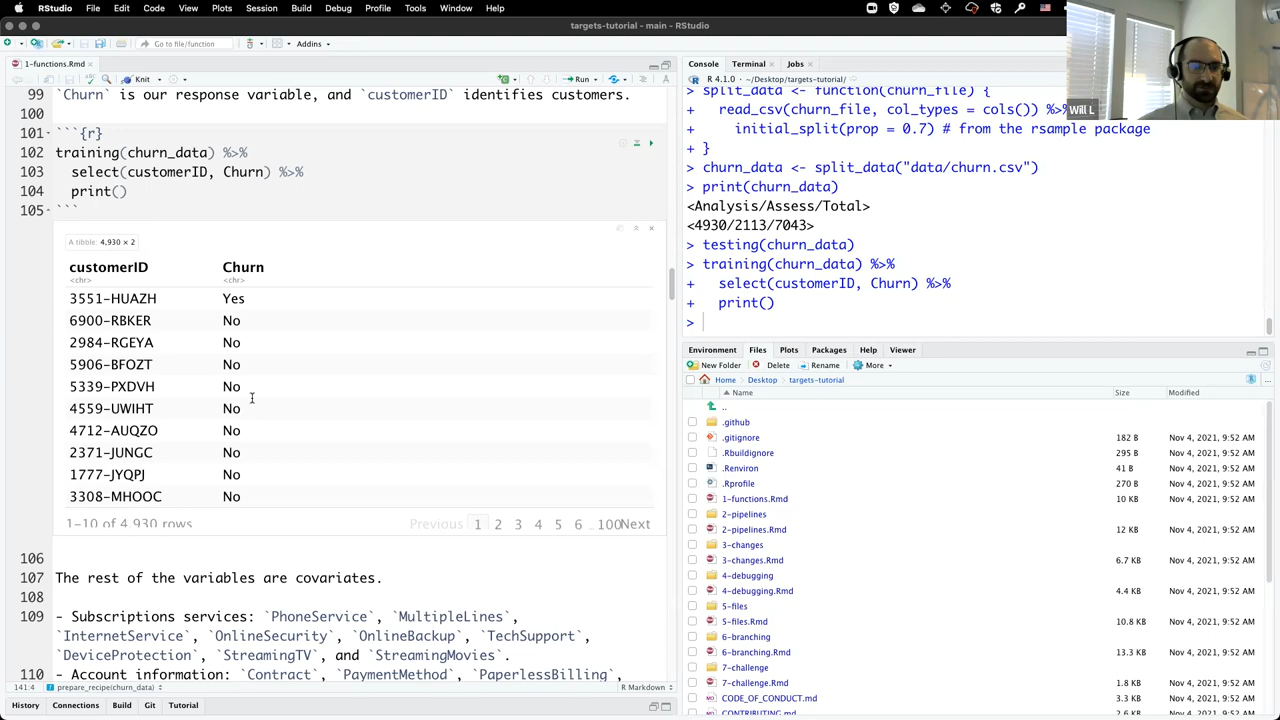 RStudio File Edit Code View Plots Session Build Debug Profile Tools Window Help
targets-tutorial - main - RStudio
Go to file/function Addins
1-functions.Rmd
Knit Run
99 `Churn` is our response variable, and `customerID` identifies customers.
100
101 ```{r}
102 training(churn_data) %>%
103 select(customerID, Churn) %>%
104 print()
105 ```
A tibble: 4,930 × 2
customerID Churn
<chr> <chr>
3551-HUAZH Yes
6900-RBKER No
2984-RGEYA No
5906-BFOZT No
5339-PXDVH No
4559-UWIHT No
4712-AUQZO No
2371-JUNGC No
1777-JYQPJ No
3308-MHOOC No
1-10 of 4,930 rows Previous 1 2 3 4 5 6 ... 100 Next
106
107 The rest of the variables are covariates.
108
109 - Subscriptions services: `PhoneService`, `MultipleLines`,
`InternetService`, `OnlineSecurity`, `OnlineBackup`, `TechSupport`,
`DeviceProtection`, `StreamingTV`, and `StreamingMovies`.
110 - Account information: `Contract`, `PaymentMethod`, `PaperlessBilling`,
141:4 prepare_recipe(churn_data) R Markdown
History Connections Build Git Tutorial
Console Terminal Jobs
R 4.1.0 · ~/Desktop/targets-tutorial/
> split_data <- function(churn_file) {
+ read_csv(churn_file, col_types = cols()) %>%
+ initial_split(prop = 0.7) # from the rsample package
+ }
> churn_data <- split_data("data/churn.csv")
> print(churn_data)
<Analysis/Assess/Total>
<4930/2113/7043>
> testing(churn_data)
> training(churn_data) %>%
+ select(customerID, Churn) %>%
+ print()
>
Will L
Environment Files Plots Packages Help Viewer
New Folder Delete Rename More
Home Desktop targets-tutorial
Name Size Modified
..
.github
.gitignore 182 B Nov 4, 2021, 9:52 AM
.Rbuildignore 295 B Nov 4, 2021, 9:52 AM
.Renviron 41 B Nov 4, 2021, 9:52 AM
.Rprofile 270 B Nov 4, 2021, 9:52 AM
1-functions.Rmd 10 KB Nov 4, 2021, 9:52 AM
2-pipelines
2-pipelines.Rmd 12 KB Nov 4, 2021, 9:52 AM
3-changes
3-changes.Rmd 6.7 KB Nov 4, 2021, 9:52 AM
4-debugging
4-debugging.Rmd 4.4 KB Nov 4, 2021, 9:52 AM
5-files
5-files.Rmd 10.8 KB Nov 4, 2021, 9:52 AM
6-branching
6-branching.Rmd 13.3 KB Nov 4, 2021, 9:52 AM
7-challenge
7-challenge.Rmd 1.8 KB Nov 4, 2021, 9:52 AM
CODE_OF_CONDUCT.md 3.3 KB Nov 4, 2021, 9:52 AM
CONTRIBUTING.md 2.8 KB Nov 4, 2021, 9:52 AM